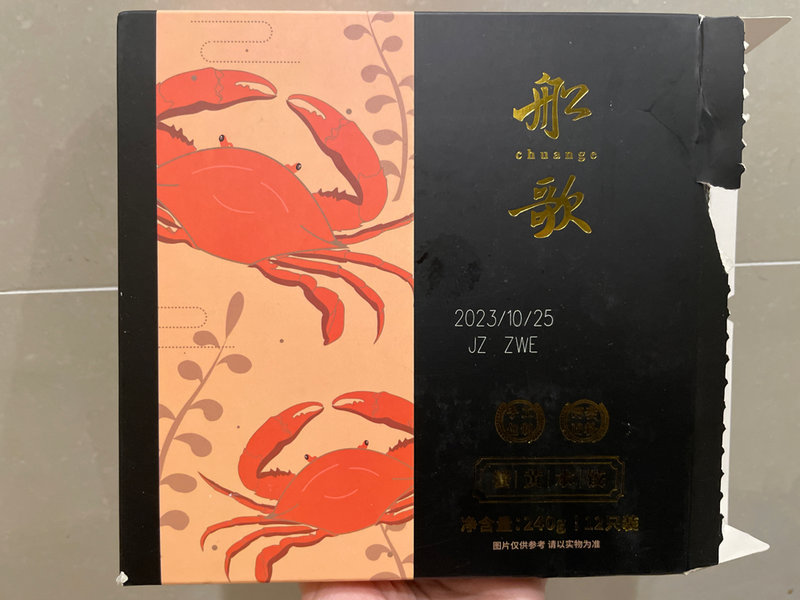 船
chuange
歌
2023/10/25
JZ ZWE
净含量:240g|12只装
图片仅供参考 请以实物为准